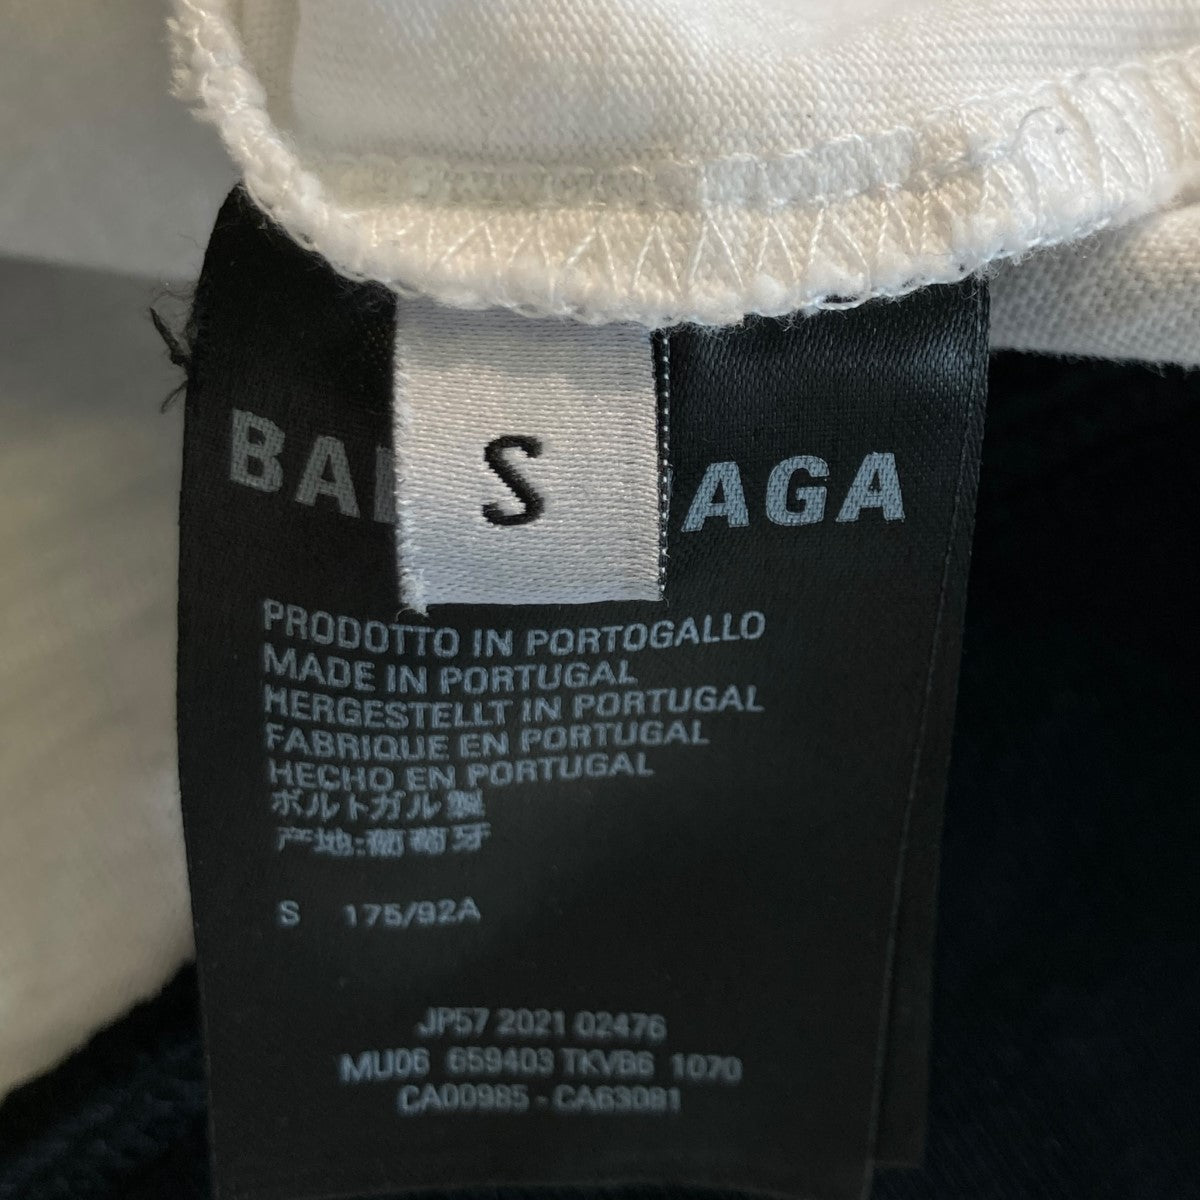 BAL S AGA
PRODOTTO IN PORTOGALLO
MADE IN PORTUGAL
HERGESTELLT IN PORTUGAL
FABRIQUE EN PORTUGAL
HECHO EN PORTUGAL
ポルトガル製
产地:葡萄牙
S 175/92A
JP57 2021 02476
MU06 659403 TKVB6 1070
CA00985 - CA63081